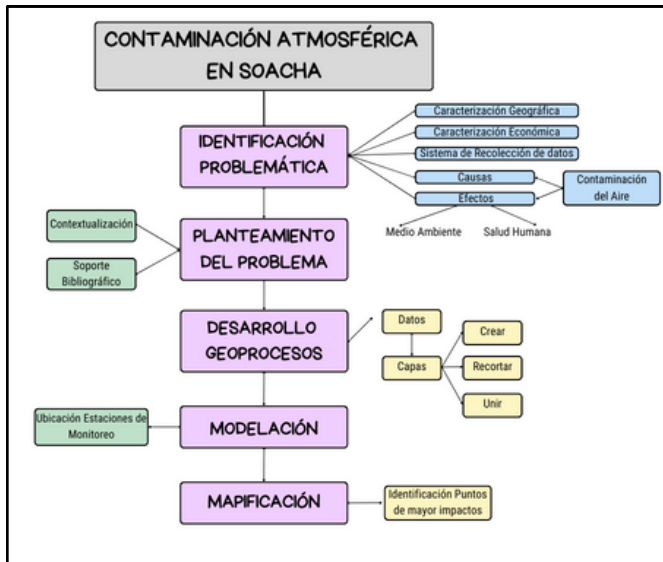 CONTAMINACIÓN ATMOSFÉRICA
EN SOACHA
IDENTIFICACIÓN
PROBLEMÁTICA
Caracterización Geográfica
Caracterización Económica
Sistema de Recolección de datos
Causas
Efectos
Contaminación
del Aire
Medio Ambiente
Salud Humana
Contextualización
Soporte
Bibliográfico
PLANTEAMIENTO
DEL PROBLEMA
DESARROLLO
GEOPROCESOS
Datos
Capas
Crear
Recortar
Unir
Ubicación Estaciones de
Monitoreo
MODELACIÓN
MAPIFICACIÓN
Identificación Puntos
de mayor impactos